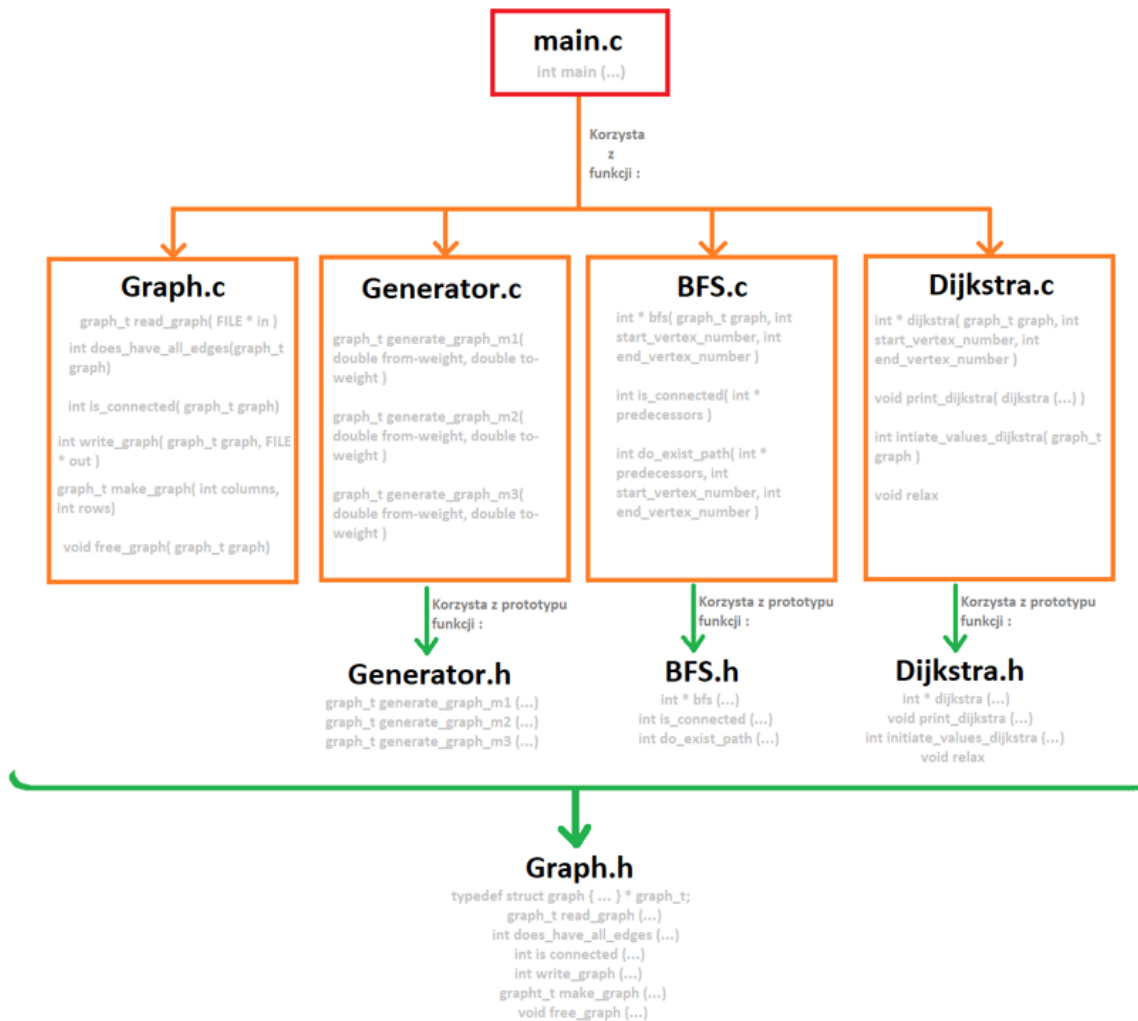 main.c
int main (...)
Korzysta
z
funkcji :
Graph.c
graph_t read_graph( FILE * in )
int does_have_all_edges(graph_t
graph)
int is_connected( graph_t graph)
int write_graph( graph_t graph, FILE
* out )
graph_t make_graph( int columns,
int rows)
void free_graph( graph_t graph)
Generator.c
graph_t generate_graph_m1(
double from-weight, double to-
weight )
graph_t generate_graph_m2(
double from-weight, double to-
weight )
graph_t generate_graph_m3(
double from-weight, double to-
weight )
BFS.c
int * bfs( graph_t graph, int
start_vertex_number, int
end_vertex_number )
int is_connected( int *
predecessors )
int do_exist_path( int *
predecessors, int
start_vertex_number, int
end_vertex_number )
Dijkstra.c
int * dijkstra( graph_t graph, int
start_vertex_number, int
end_vertex_number )
void print_dijkstra( dijkstra (...) )
int intiate_values_dijkstra( graph_t
graph )
void relax
Korzysta z prototypu
funkcji :
Generator.h
graph_t generate_graph_m1 (...)
graph_t generate_graph_m2 (...)
graph_t generate_graph_m3 (...)
Korzysta z prototypu
funkcji :
BFS.h
int * bfs (...)
int is_connected (...)
int do_exist_path (...)
Korzysta z prototypu
funkcji :
Dijkstra.h
int * dijkstra (...)
void print_dijkstra (...)
int initiate_values_dijkstra (...)
void relax
Graph.h
typedef struct graph { ... } * graph_t;
graph_t read_graph (...)
int does_have_all_edges (...)
int is connected (...)
int write_graph (...)
grapht_t make_graph (...)
void free_graph (...)